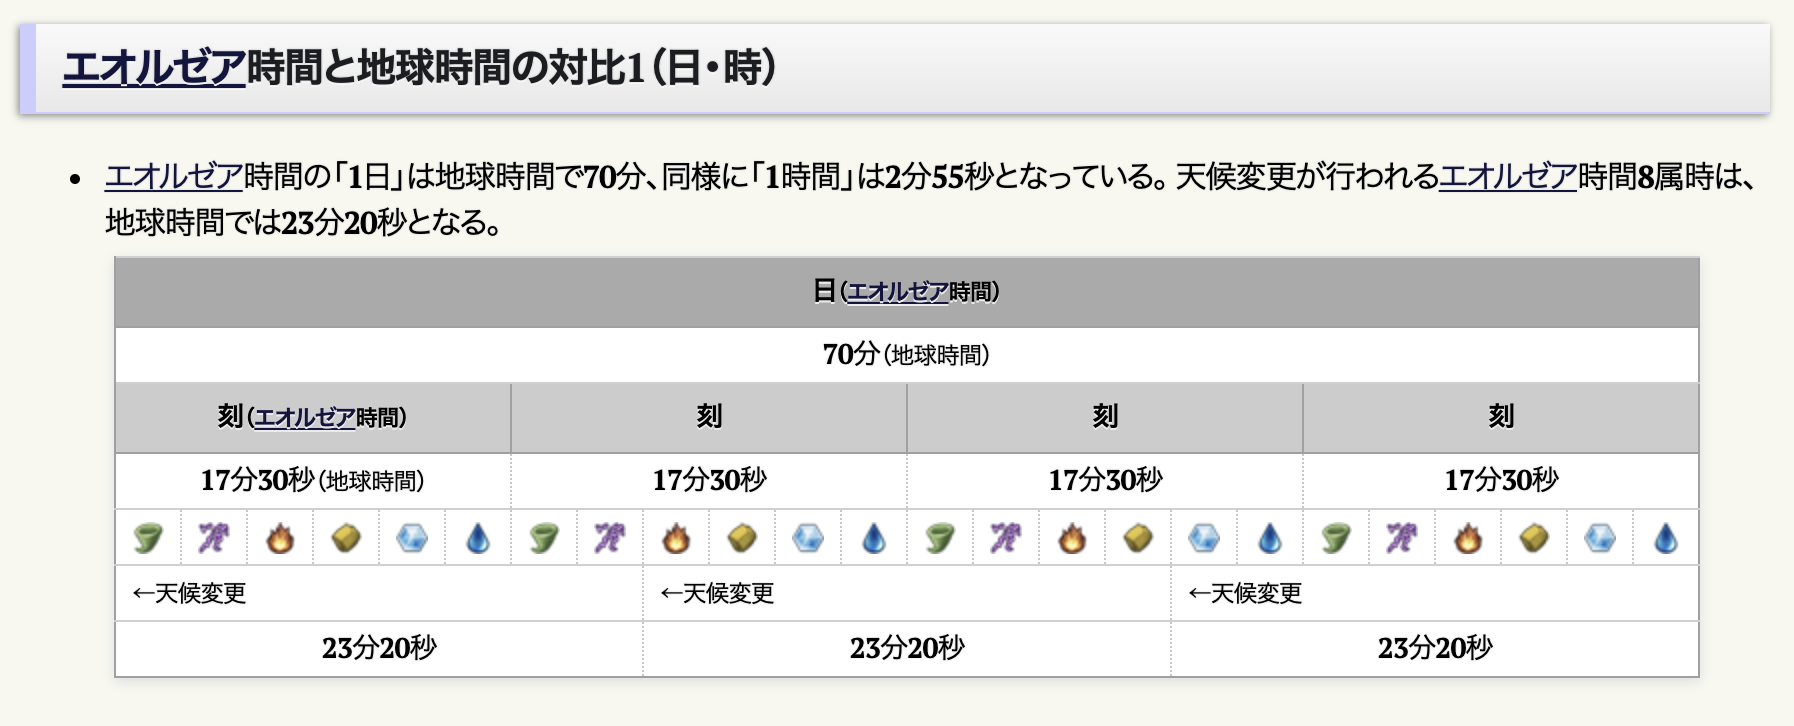 エオルゼア時間と地球時間の対比1（日・時）
エオルゼア時間の「1日」は地球時間で70分、同様に「1時間」は2分55秒となっている。天候変更が行われるエオルゼア時間8属時は、
地球時間では23分20秒となる。
日（エオルゼア時間）
70分（地球時間）
刻（エオルゼア時間） 刻 刻 刻
17分30秒（地球時間） 17分30秒 17分30秒 17分30秒
←天候変更 ←天候変更 ←天候変更
23分20秒 23分20秒 23分20秒